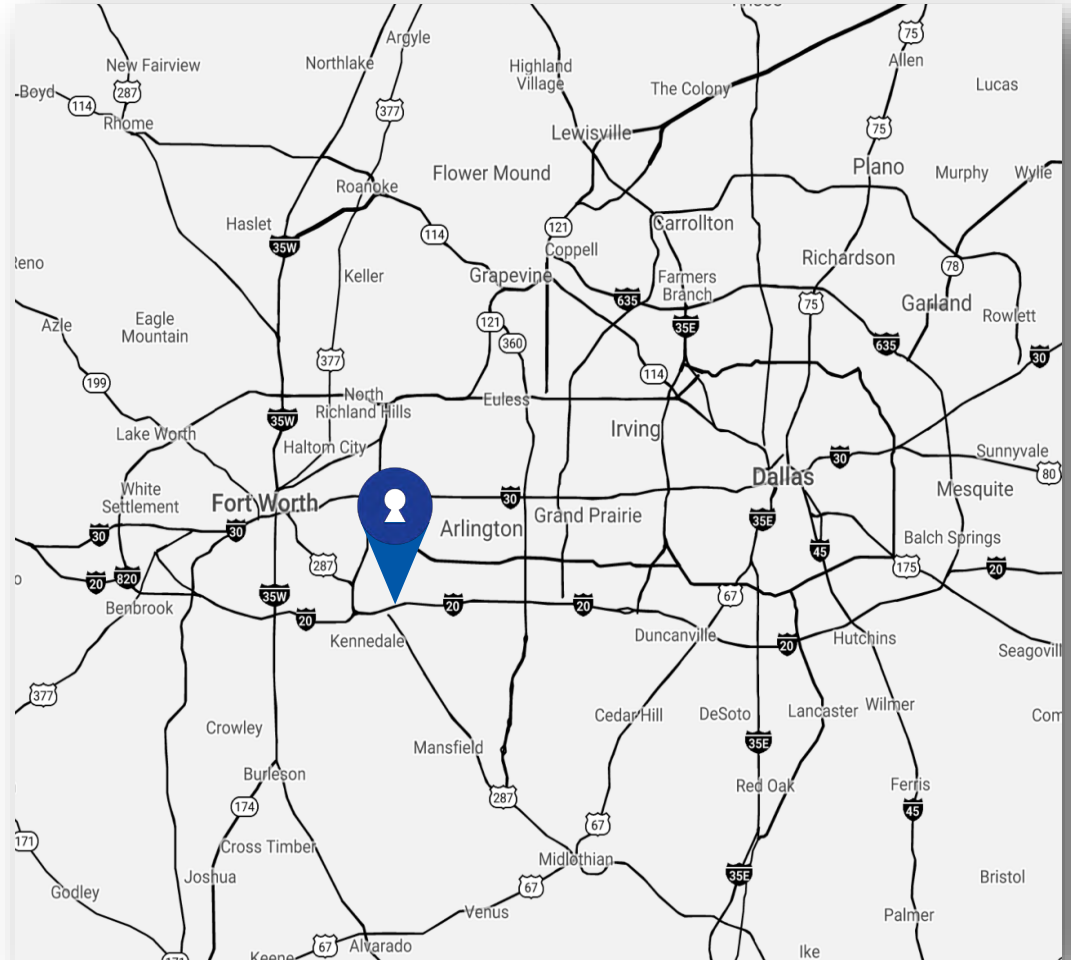 Argyle
75
New Fairview
Northlake
Highland
Village
Allen
Lucas
Boyd
287
The Colony
114
377
Rhome
Lewisville
75
Plano
Flower Mound
Murphy
Wylie
Roanoke
Haslet
121
Carrollton
114
35W
Coppell
Richardson
78
Keller
Grapevine
Farmers
Branch
635
75
Garland
Azle
Eagle
Mountain
121
35E
Rowlett
360
635
377
30
199
114
North
Richland Hills
Euless
35W
Irving
Lake Worth
Haltom City
30
Sunnyvale
80
Dallas
White
Settlement
Fort Worth
30
Mesquite
Arlington
Grand Prairie
35E
30
30
45
Balch Springs
287
175
20
820
20
Benbrook
35W
67
20
20
20
Kennedale
Duncanville
Hutchins
20
Seagovill
377
Crowley
Cedar Hill
DeSoto
Lancaster
Wilmer
Mansfield
35E
Burleson
Red Oak
Ferris
174
287
45
67
171
Cross Timber
Midlothian
Joshua
35E
Bristol
Godley
67
Venus
Palmer
67
Alvarado
Ike
Keene